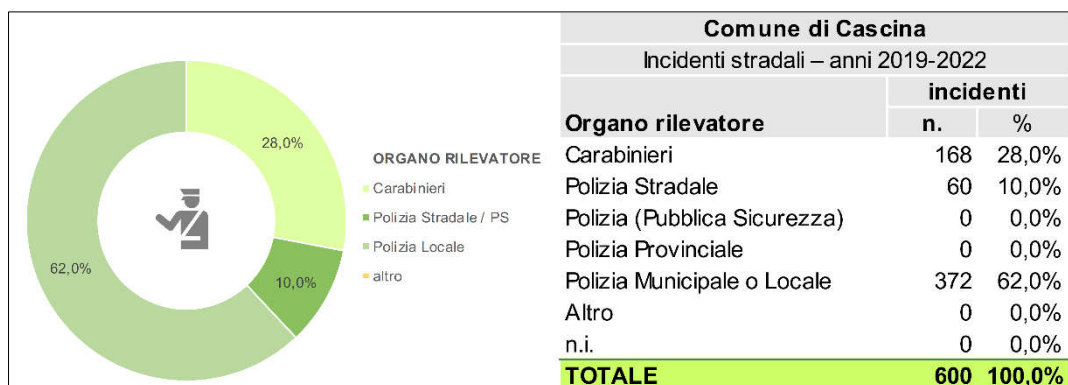 28,0%
10,0%
62,0%
ORGANO RILEVATORE
Carabinieri
Polizia Stradale / PS
Polizia Locale
altro
Comune di Cascina
Incidenti stradali – anni 2019-2022
incidenti
Organo rilevatore n. %
Carabinieri 168 28,0%
Polizia Stradale 60 10,0%
Polizia (Pubblica Sicurezza) 0 0,0%
Polizia Provinciale 0 0,0%
Polizia Municipale o Locale 372 62,0%
Altro 0 0,0%
n.i. 0 0,0%
TOTALE 600 100,0%